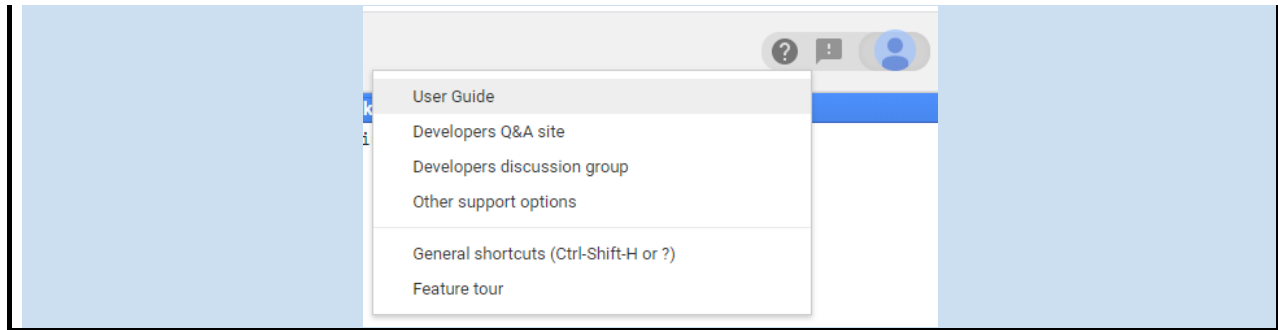 User Guide
k
Developers Q&A site
i
Developers discussion group
Other support options
General shortcuts (Ctrl-Shift-H or ?)
Feature tour